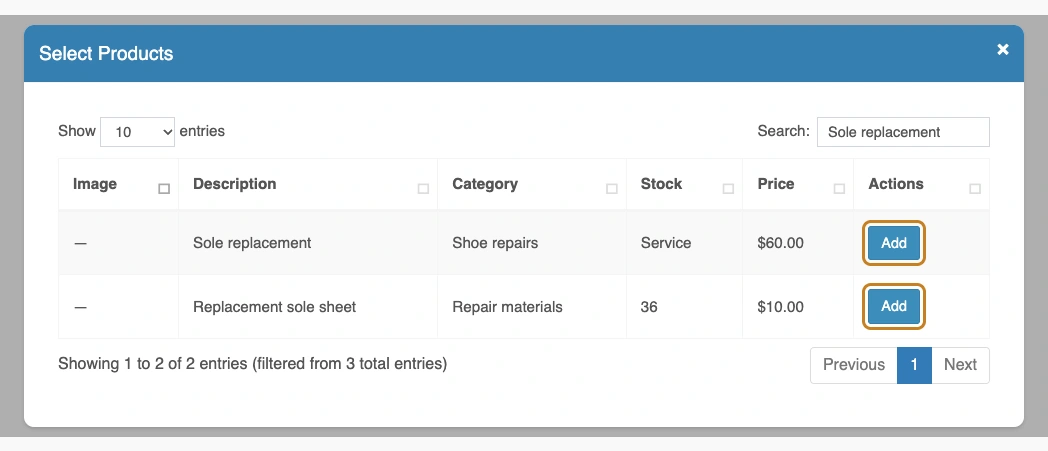 Select Products ×
Show 10 entries Search: Sole replacement
Image Description Category Stock Price Actions
— Sole replacement Shoe repairs Service $60.00 Add
— Replacement sole sheet Repair materials 36 $10.00 Add
Showing 1 to 2 of 2 entries (filtered from 3 total entries) Previous 1 Next